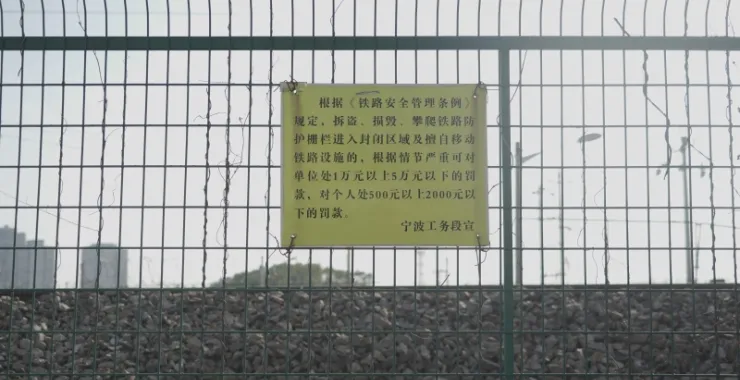 根据《铁路安全管理条例》
规定，拆盗、损毁、攀爬铁路防
护栅栏进入封闭区域及擅自移动
铁路设施的，根据情节严重可对
单位处1万元以上5万元以下的罚
款，对个人处500元以上2000元以
下的罚款。
宁波工务段宣